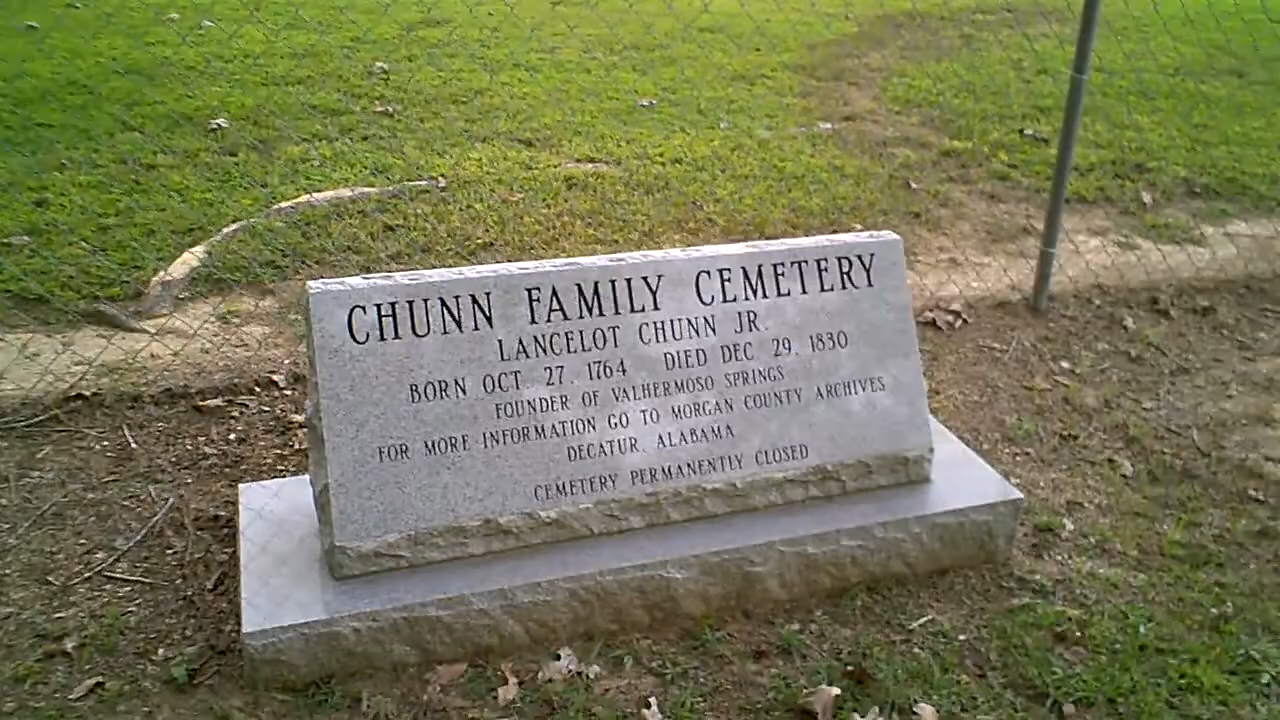 CHUNN FAMILY CEMETERY
LANCELOT CHUNN JR.
BORN OCT. 27, 1764 DIED DEC 29, 1830
FOUNDER OF VALHERMOSO SPRINGS
FOR MORE INFORMATION GO TO MORGAN COUNTY ARCHIVES
DECATUR, ALABAMA
CEMETERY PERMANENTLY CLOSED